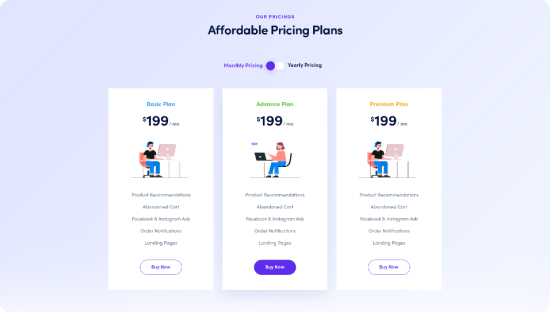 OUR PRICINGS
Affordable Pricing Plans
Monthly Pricing Yearly Pricing
Basic Plan
$199/ mo
Product Recommendations
Abandoned Cart
Facebook & Instagram Ads
Order Notifications
Landing Pages
Buy Now
Advance Plan
$199/ mo
Product Recommendations
Abandoned Cart
Facebook & Instagram Ads
Order Notifications
Landing Pages
Buy Now
Premium Plan
$199/ mo
Product Recommendations
Abandoned Cart
Facebook & Instagram Ads
Order Notifications
Landing Pages
Buy Now